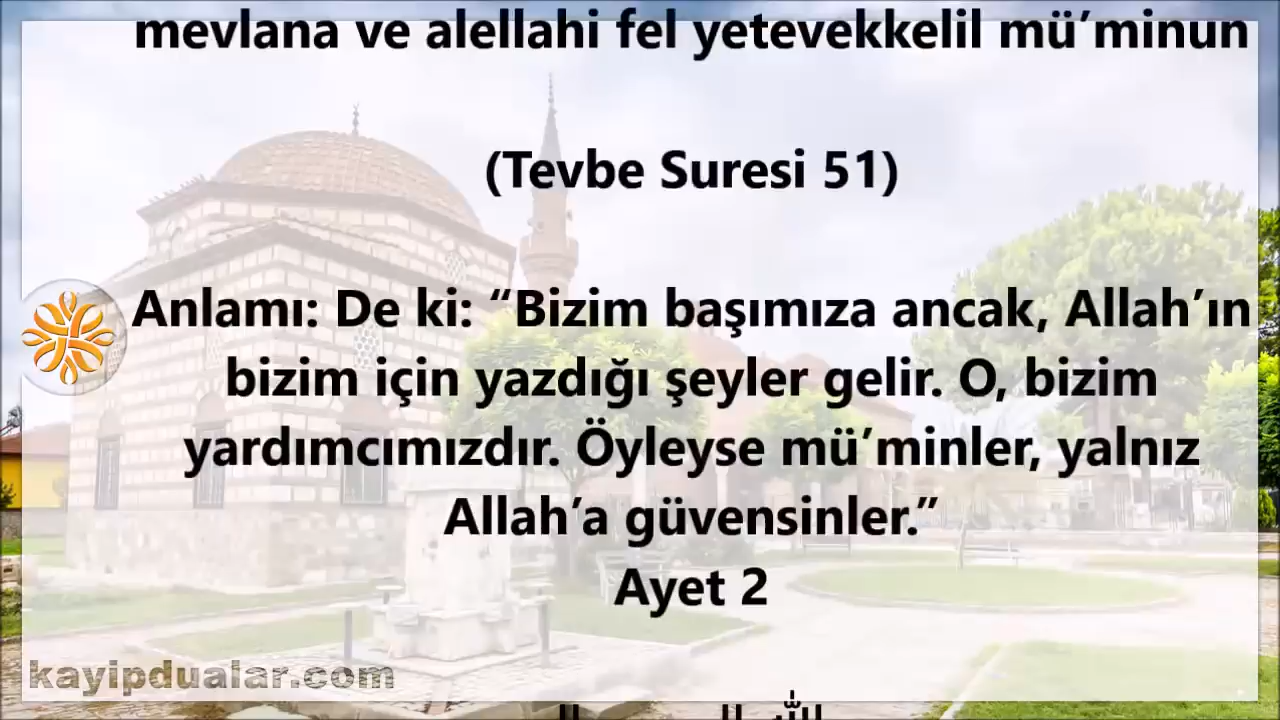 mevlana ve alellahi fel yetevekkelil mü’minun
(Tevbe Suresi 51)
Anlamı: De ki: “Bizim başımıza ancak, Allah’ın
bizim için yazdığı şeyler gelir. O, bizim
yardımcımızdır. Öyleyse mü’minler, yalnız
Allah’a güvensinler.”
Ayet 2
kayipdualar.com